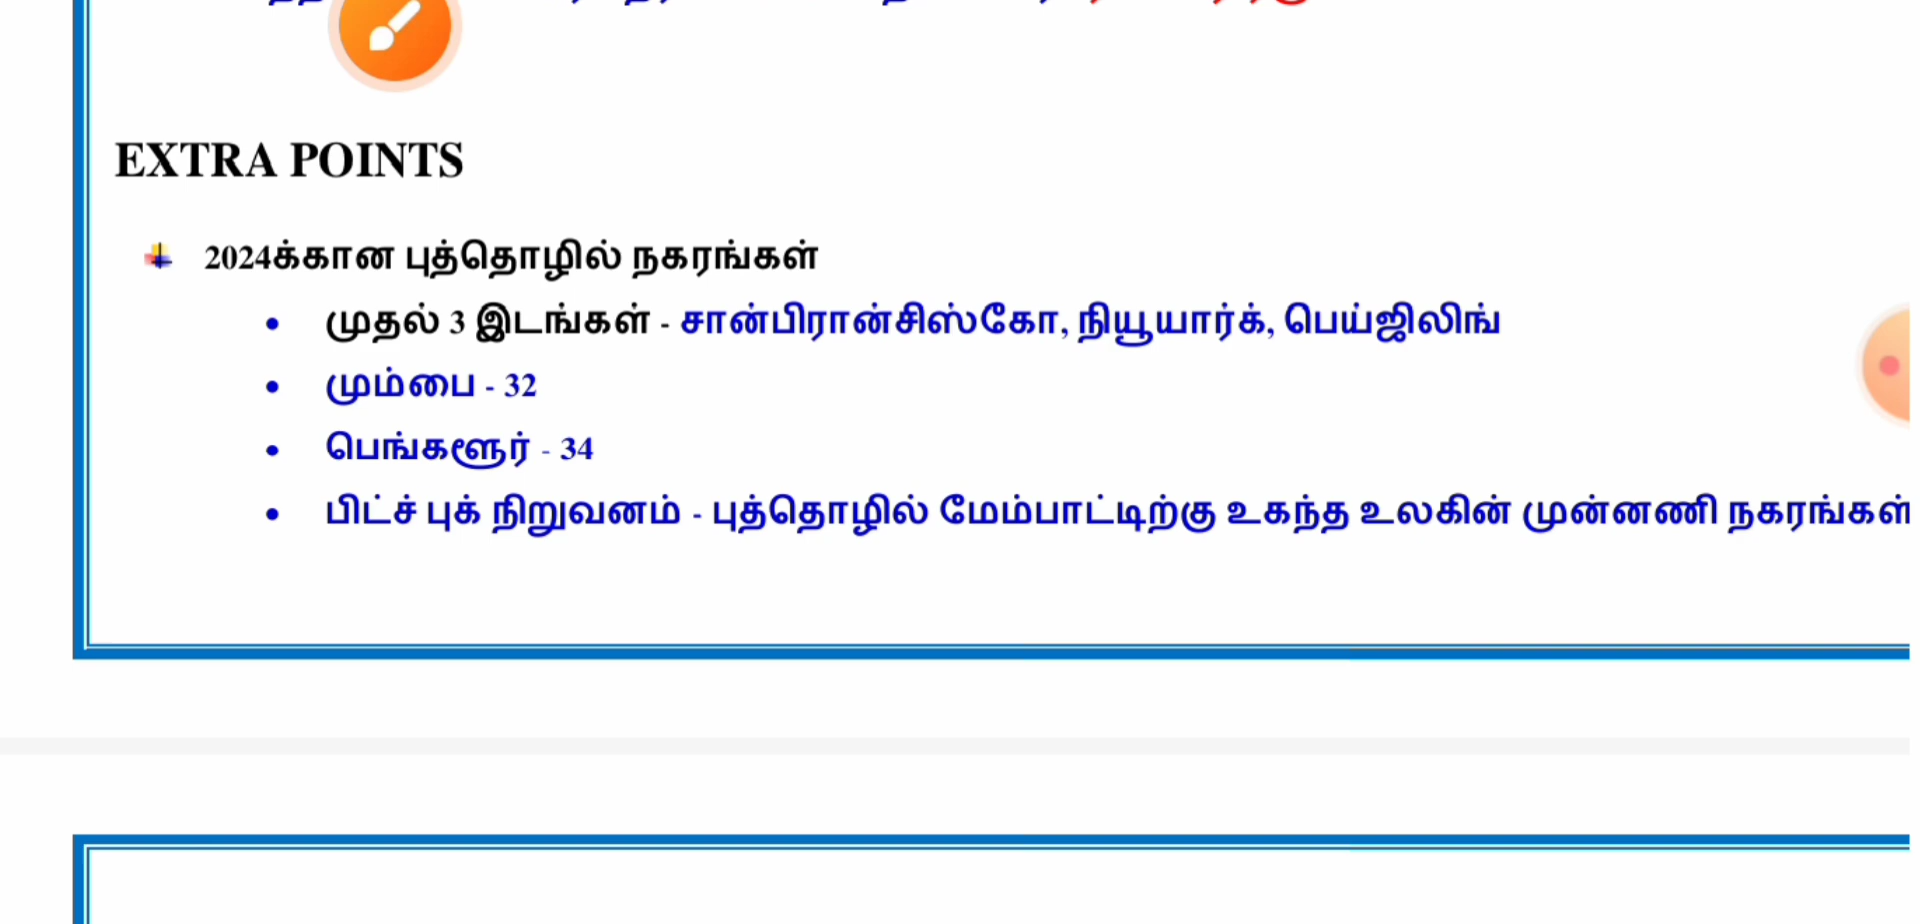 EXTRA POINTS
2024க்கான புத்தொழில் நகரங்கள்
முதல் 3 இடங்கள் - சான்பிரான்சிஸ்கோ, நியூயார்க், பெய்ஜிலிங்
மும்பை - 32
பெங்களூர் - 34
பிட்ச் புக் நிறுவனம் - புத்தொழில் மேம்பாட்டிற்கு உகந்த உலகின் முன்னணி நகரங்கள்